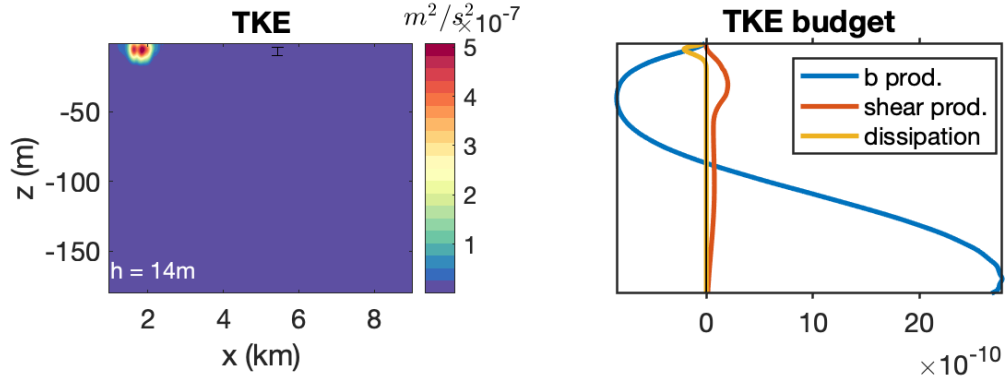 TKE
m²/s²×10⁻⁷
z (m)
-50
-100
-150
h = 14m
2 4 6 8
x (km)
5
4
3
2
1
TKE budget
b prod.
shear prod.
dissipation
0 10 20
×10⁻¹⁰